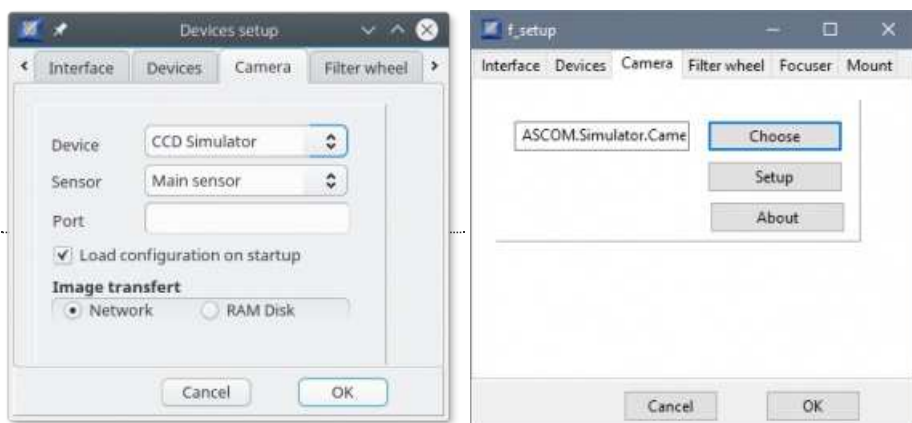 Devices setup
Interface Devices Camera Filter wheel
Device CCD Simulator
Sensor Main sensor
Port
Load configuration on startup
Image transfert
Network RAM Disk
Cancel OK
f_setup
Interface Devices Camera Filter wheel Focuser Mount
ASCOM.Simulator.Came Choose
Setup
About
Cancel OK